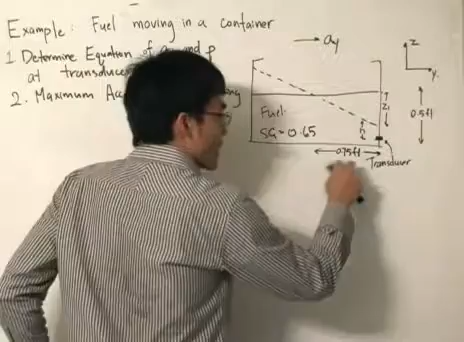 Example: Fuel moving in a container
1. Determine Equation of and p
at transducer
2. Maximum
→ ay
z
y
Fuel
SG = 0.65
z₁
h
0.5ft
0.75ft
Transducer